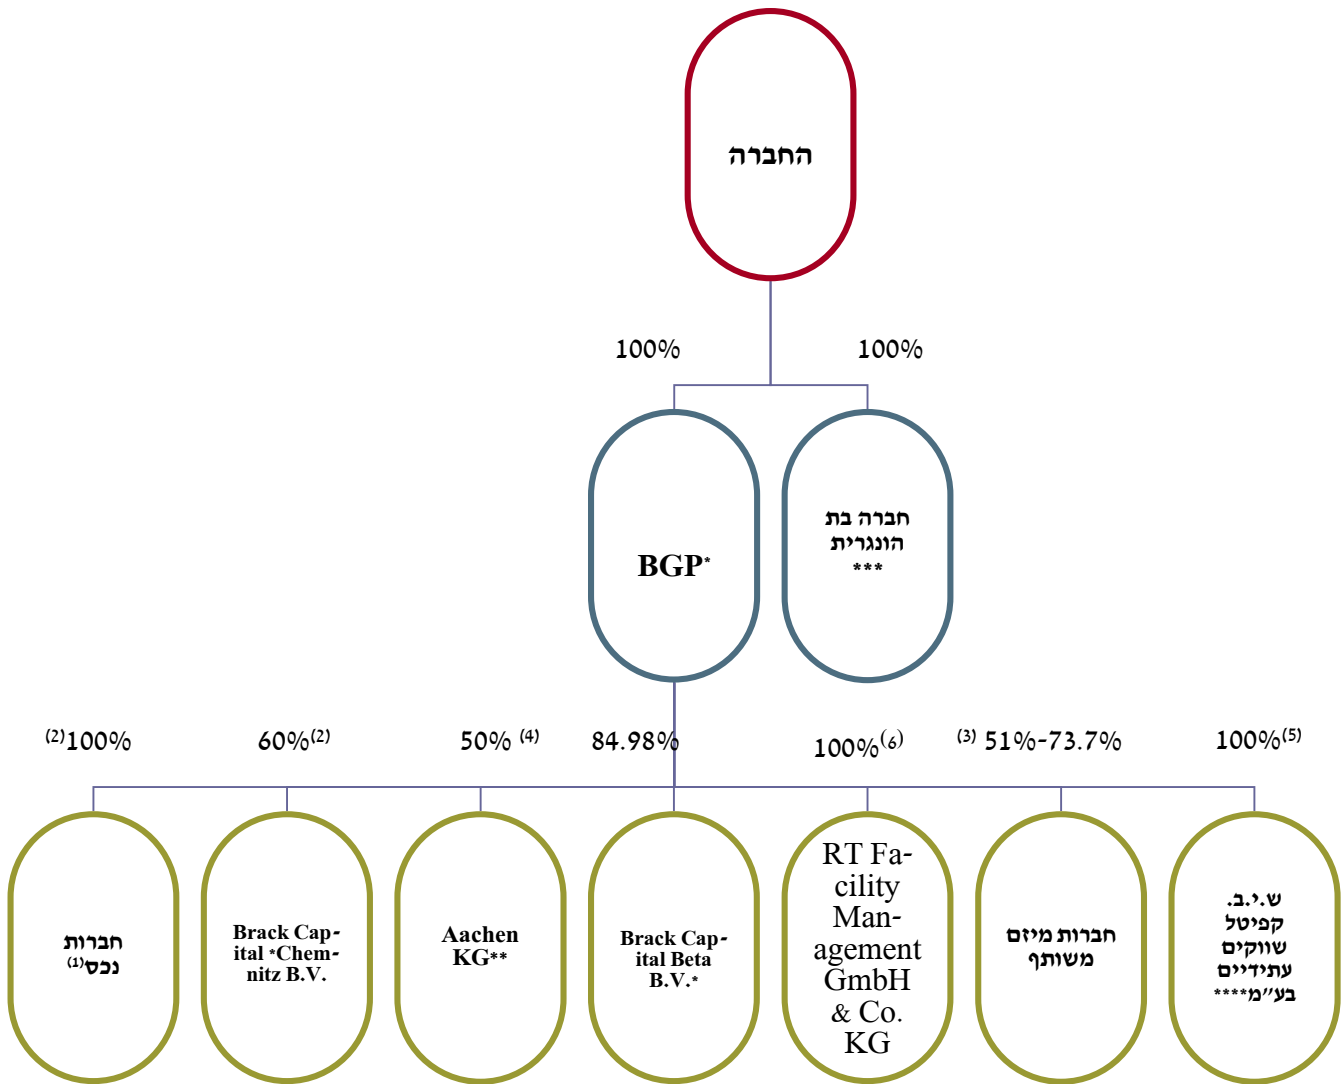 החברה
100%
100%
BGP*
חברה בת
הונגרית
***
(2)100%
60%(2)
50% (4)
84.98%
100%(6)
(3) 51%-73.7%
100%(5)
חברות
נכס(1)
Brack Cap-
ital *Chem-
nitz B.V.
Aachen
KG**
Brack Cap-
ital Beta
B.V.*
RT Fa-
cility
Man-
agement
GmbH
& Co.
KG
חברות מיזם
משותף
ש.י.ב.
קפיטל
שווקים
עתידיים
בע"מ****